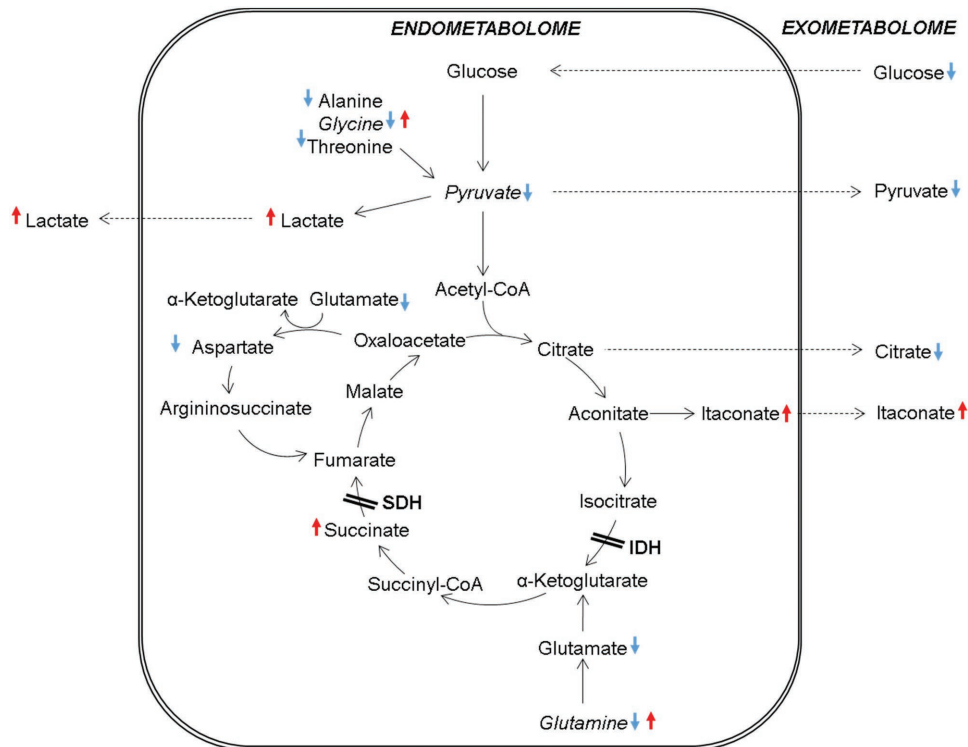 ENDOMETABOLOME
EXOMETABOLOME
Glucose
Glucose
Alanine
Glycine
Threonine
Pyruvate
Pyruvate
Lactate
Lactate
Acetyl-CoA
α-Ketoglutarate
Glutamate
Aspartate
Oxaloacetate
Citrate
Citrate
Malate
Argininosuccinate
Aconitate
Itaconate
Itaconate
Fumarate
SDH
Isocitrate
Succinate
IDH
Succinyl-CoA
α-Ketoglutarate
Glutamate
Glutamine